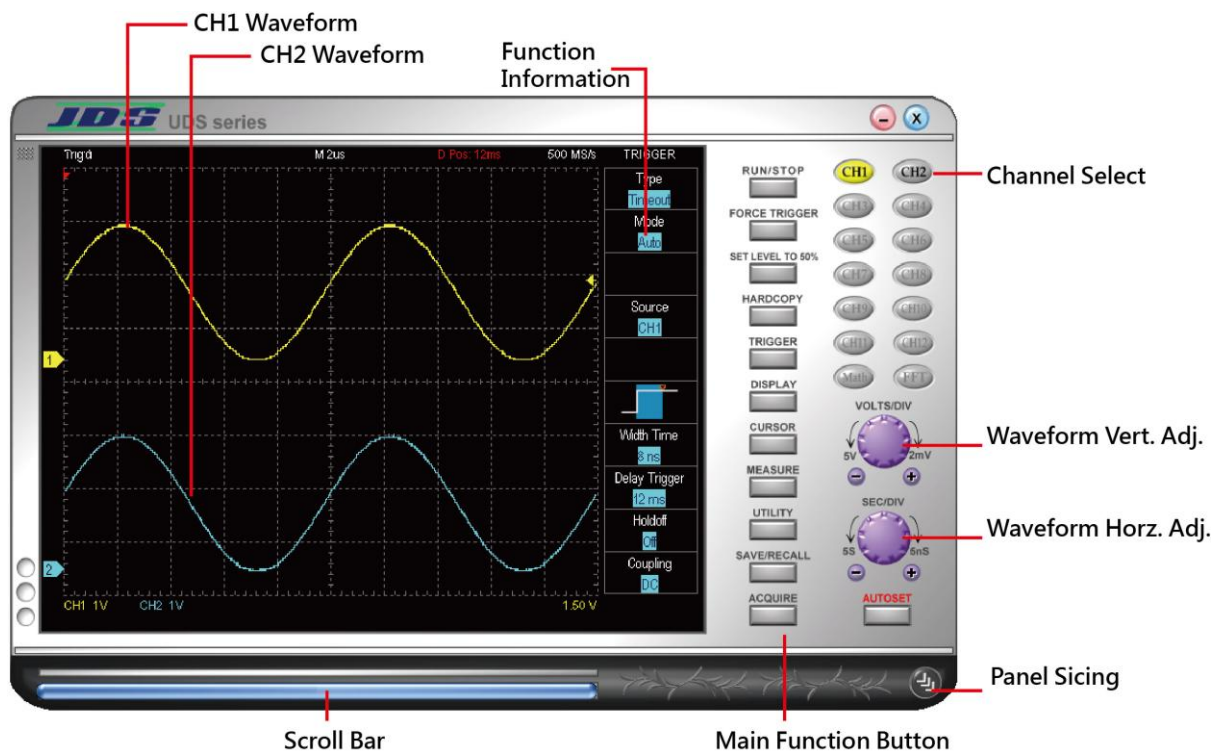 CH1 Waveform
CH2 Waveform
Function
Information
JDS UDS series
Trig'd M 2us D Pos: 12ms 500 MS/s TRIGGER
Type
Timeout
Mode
Auto
Source
CH1
Width Time
8 ns
Delay Trigger
12 ms
Holdoff
Off
Coupling
DC
1
2
CH1 1V CH2 1V 1.50 V
RUN/STOP
FORCE TRIGGER
SET LEVEL TO 50%
HARDCOPY
TRIGGER
DISPLAY
CURSOR
MEASURE
UTILITY
SAVE/RECALL
ACQUIRE
CH1 CH2
CH3 CH4
CH5 CH6
CH7 CH8
CH9 CH10
CH11 CH12
Math FFT
VOLTS/DIV
5V 2mV
SEC/DIV
5S 5nS
AUTOSET
Channel Select
Waveform Vert. Adj.
Waveform Horz. Adj.
Panel Sicing
Scroll Bar
Main Function Button